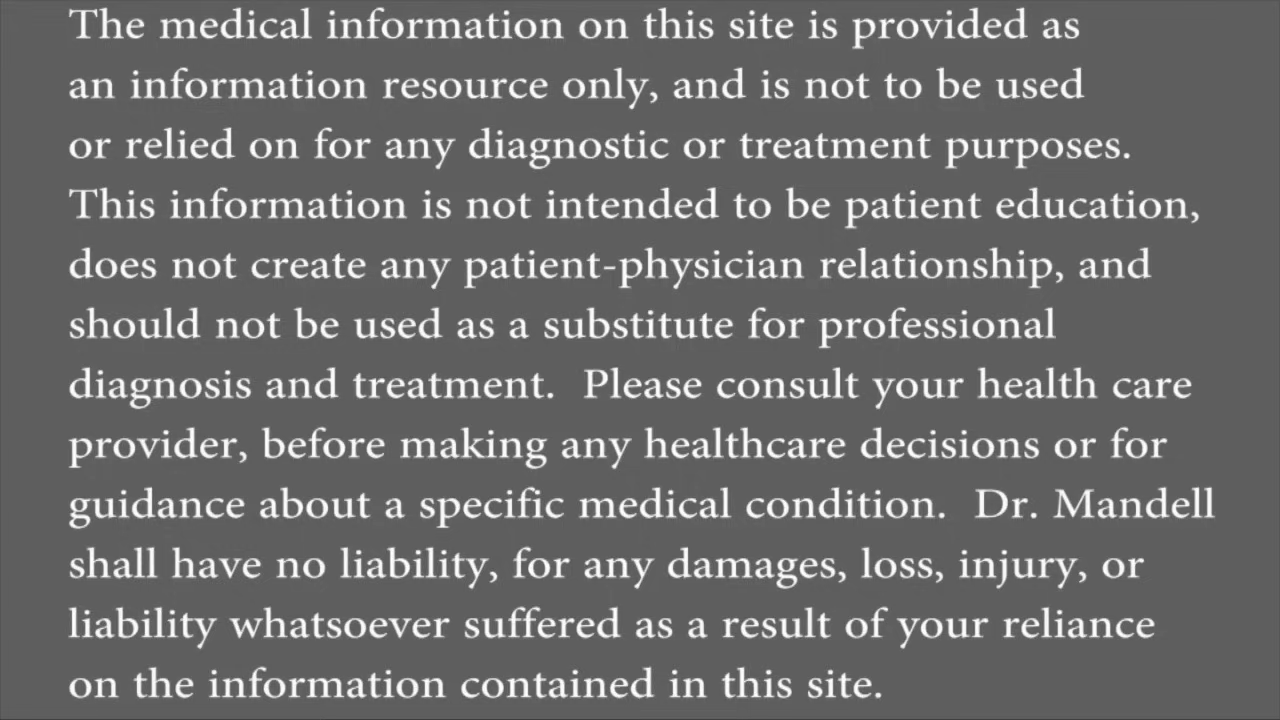 The medical information on this site is provided as
an information resource only, and is not to be used
or relied on for any diagnostic or treatment purposes.
This information is not intended to be patient education,
does not create any patient-physician relationship, and
should not be used as a substitute for professional
diagnosis and treatment.  Please consult your health care
provider, before making any healthcare decisions or for
guidance about a specific medical condition.  Dr. Mandell
shall have no liability, for any damages, loss, injury, or
liability whatsoever suffered as a result of your reliance
on the information contained in this site.